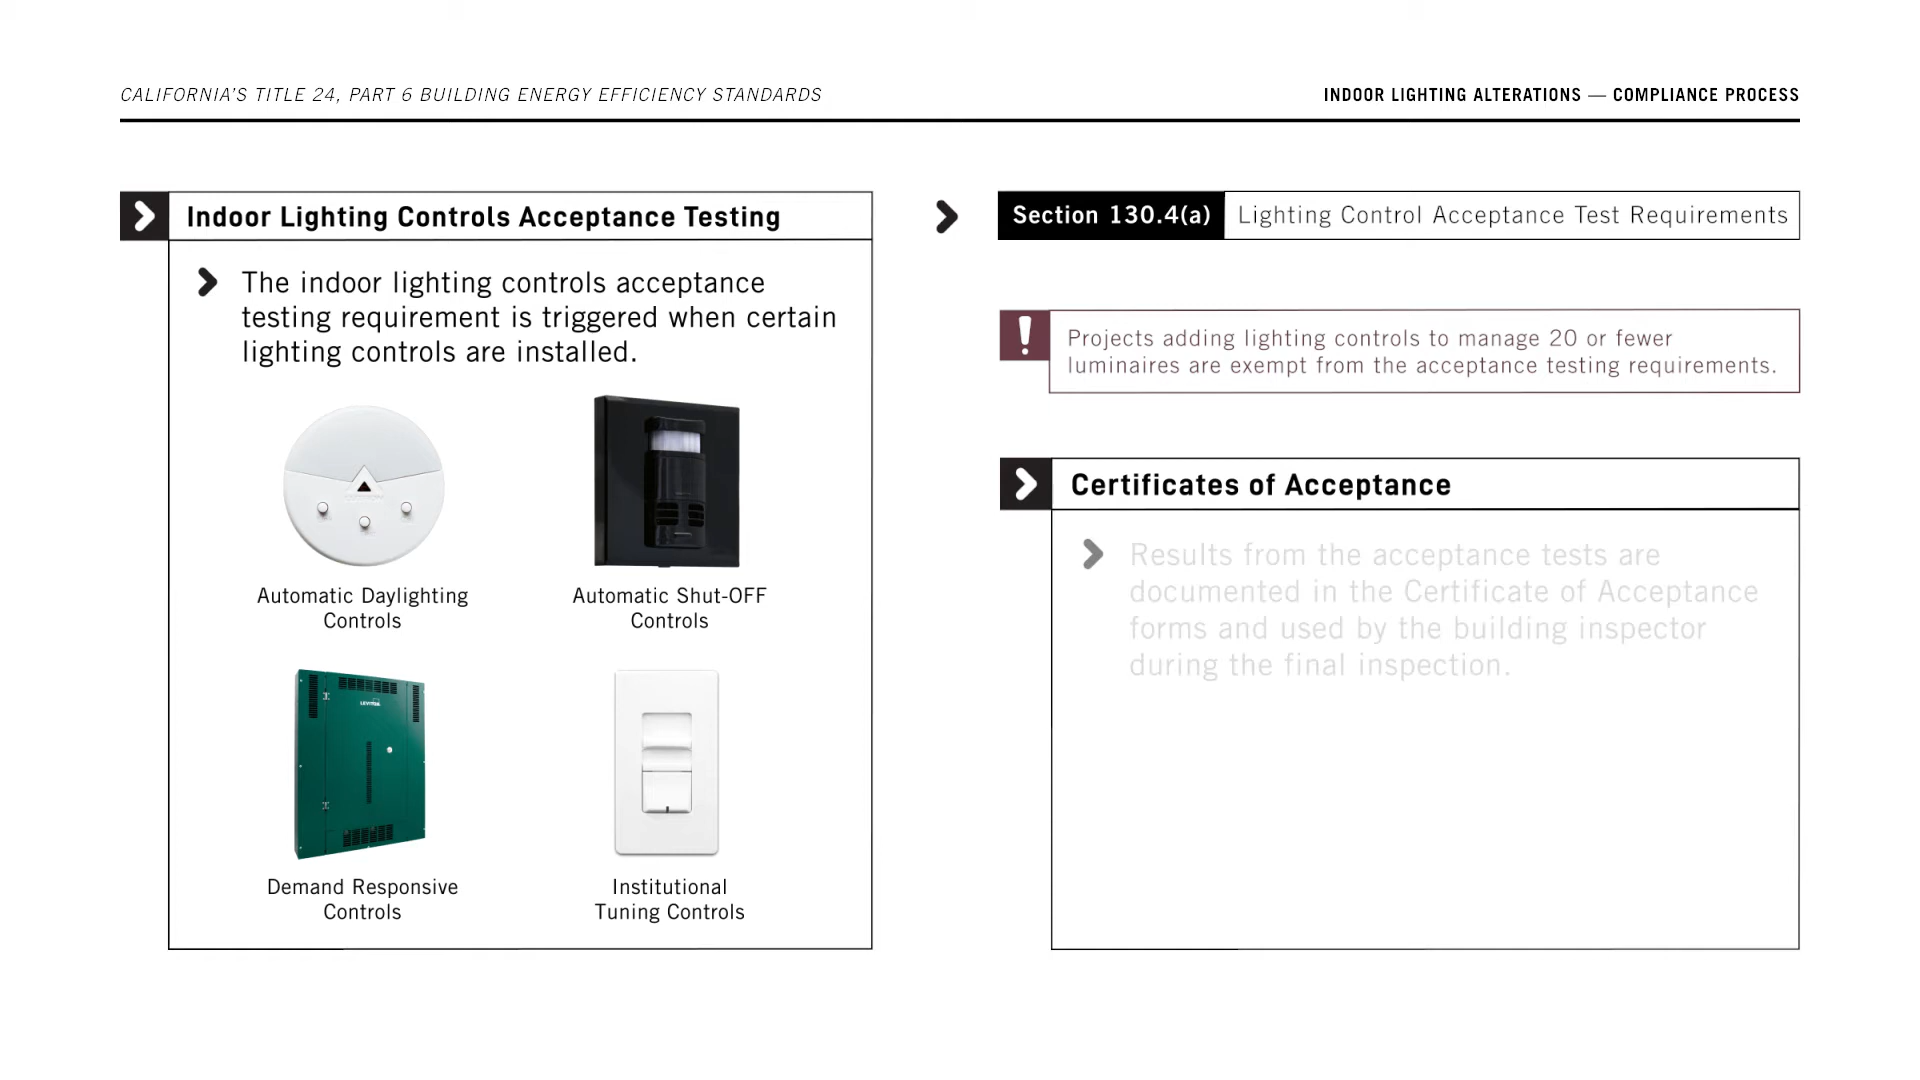 CALIFORNIA'S TITLE 24, PART 6 BUILDING ENERGY EFFICIENCY STANDARDS
INDOOR LIGHTING ALTERATIONS — COMPLIANCE PROCESS
Indoor Lighting Controls Acceptance Testing
The indoor lighting controls acceptance
testing requirement is triggered when certain
lighting controls are installed.
Automatic Daylighting
Controls
Automatic Shut-OFF
Controls
Demand Responsive
Controls
Institutional
Tuning Controls
Section 130.4(a) Lighting Control Acceptance Test Requirements
Projects adding lighting controls to manage 20 or fewer
luminaires are exempt from the acceptance testing requirements.
Certificates of Acceptance
Results from the acceptance tests are
documented in the Certificate of Acceptance
forms and used by the building inspector
during the final inspection.